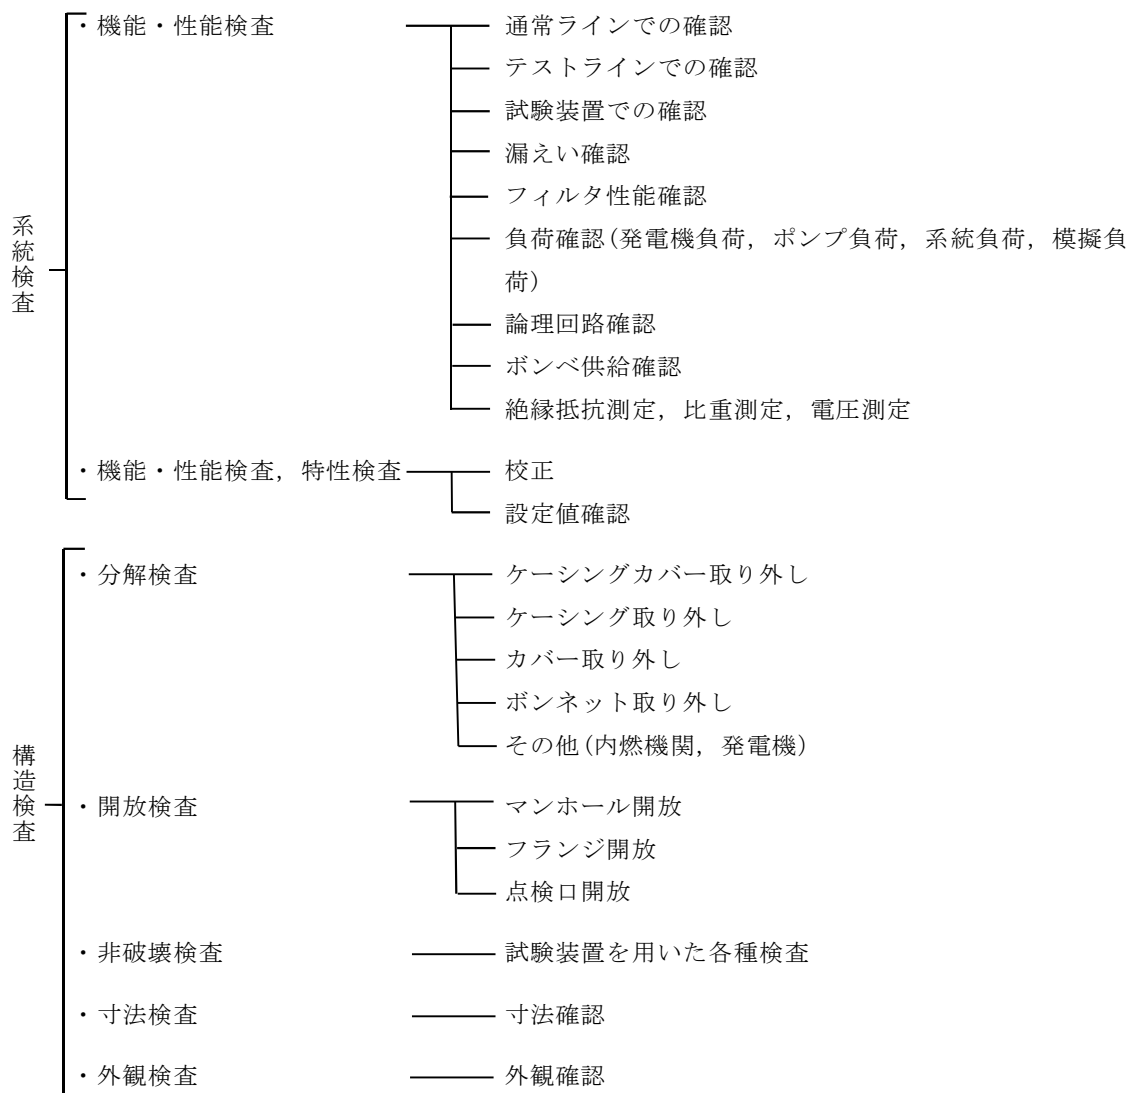 系統検査
・機能・性能検査
通常ラインでの確認
テストラインでの確認
試験装置での確認
漏えい確認
フィルタ性能確認
負荷確認(発電機負荷，ポンプ負荷，系統負荷，模擬負
荷)
論理回路確認
ボンベ供給確認
絶縁抵抗測定，比重測定，電圧測定
・機能・性能検査，特性検査
校正
設定値確認
構造検査
・分解検査
ケーシングカバー取り外し
ケーシング取り外し
カバー取り外し
ボンネット取り外し
その他(内燃機関，発電機)
・開放検査
マンホール開放
フランジ開放
点検口開放
・非破壊検査
試験装置を用いた各種検査
・寸法検査
寸法確認
・外観検査
外観確認